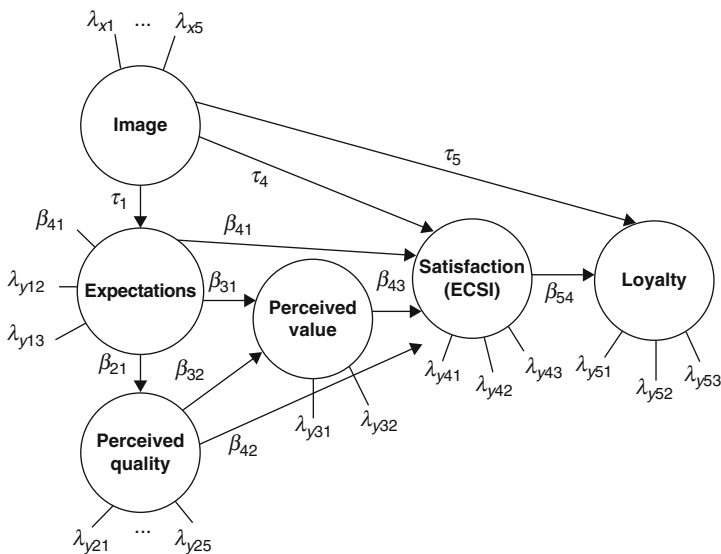 λx1 ... λx5
Image
τ5
τ4
τ1
β41
β41
Expectations
λy12
λy13
β31
Perceived
value
β43
Satisfaction
(ECSI)
β54
Loyalty
β21
β32
λy31
λy32
λy41
λy42
λy43
λy51
λy52
λy53
Perceived
quality
β42
λy21 ... λy25